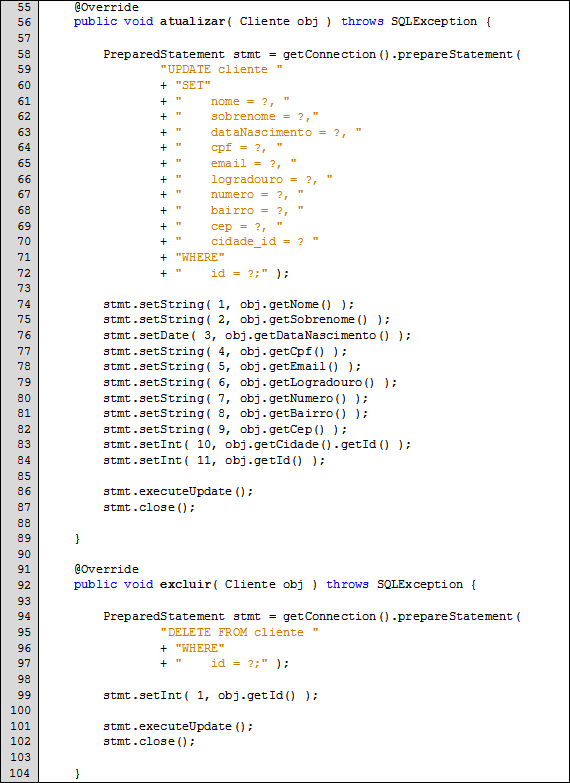 55     @Override
56     public void atualizar( Cliente obj ) throws SQLException {
57
58         PreparedStatement stmt = getConnection().prepareStatement(
59                 "UPDATE cliente "
60                 + "SET"
61                 + "    nome = ?, "
62                 + "    sobrenome = ?,"
63                 + "    dataNascimento = ?, "
64                 + "    cpf = ?, "
65                 + "    email = ?, "
66                 + "    logradouro = ?, "
67                 + "    numero = ?, "
68                 + "    bairro = ?, "
69                 + "    cep = ?, "
70                 + "    cidade_id = ? "
71                 + "WHERE"
72                 + "    id = ?;" );
73
74         stmt.setString( 1, obj.getNome() );
75         stmt.setString( 2, obj.getSobrenome() );
76         stmt.setDate( 3, obj.getDataNascimento() );
77         stmt.setString( 4, obj.getCpf() );
78         stmt.setString( 5, obj.getEmail() );
79         stmt.setString( 6, obj.getLogradouro() );
80         stmt.setString( 7, obj.getNumero() );
81         stmt.setString( 8, obj.getBairro() );
82         stmt.setString( 9, obj.getCep() );
83         stmt.setInt( 10, obj.getCidade().getId() );
84         stmt.setInt( 11, obj.getId() );
85
86         stmt.executeUpdate();
87         stmt.close();
88
89     }
90
91     @Override
92     public void excluir( Cliente obj ) throws SQLException {
93
94         PreparedStatement stmt = getConnection().prepareStatement(
95                 "DELETE FROM cliente "
96                 + "WHERE"
97                 + "    id = ?;" );
98
99         stmt.setInt( 1, obj.getId() );
100
101         stmt.executeUpdate();
102         stmt.close();
103
104     }